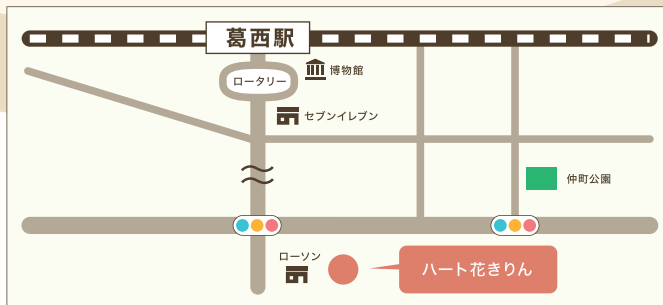 葛西駅
ロータリー
博物館
セブンイレブン
仲町公園
ローソン
ハート花きりん